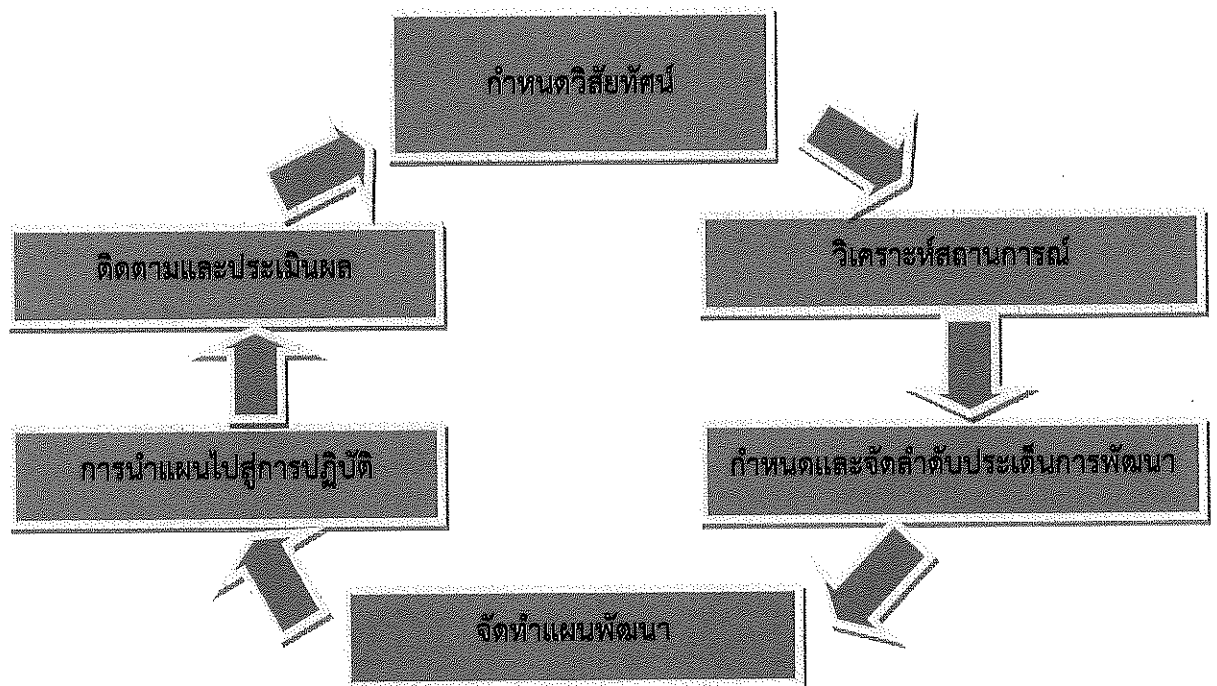 กำหนดวิสัยทัศน์
วิเคราะห์สถานการณ์
กำหนดและจัดลำดับประเด็นการพัฒนา
จัดทำแผนพัฒนา
การนำแผนไปสู่การปฏิบัติ
ติดตามและประเมินผล